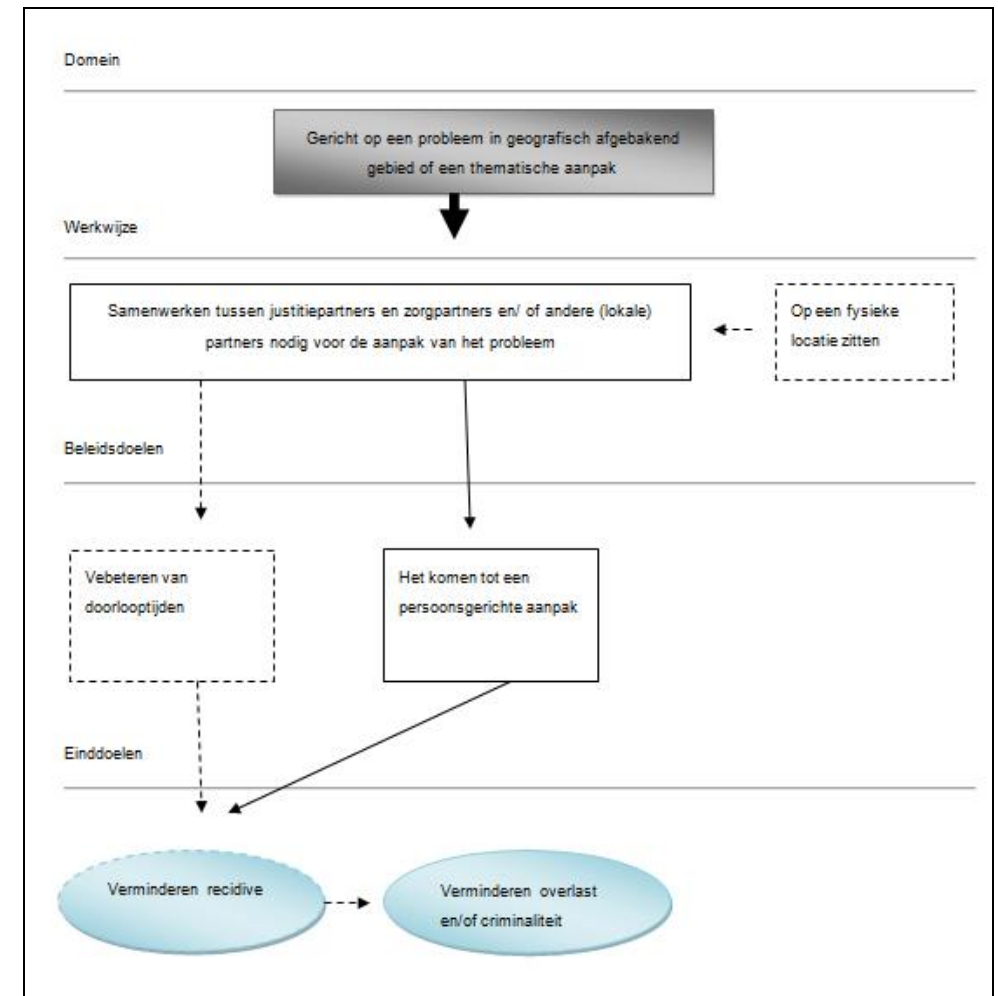 Domein
Gericht op een probleem in geografisch afgebakend
gebied of een thematische aanpak
Werkwijze
Samenwerken tussen justitiepartners en zorgpartners en/ of andere (lokale)
partners nodig voor de aanpak van het probleem
Op een fysieke
locatie zitten
Beleidsdoelen
Vebeteren van
doorlooptijden
Het komen tot een
persoonsgerichte aanpak
Einddoelen
Verminderen recidive
Verminderen overlast
en/of criminaliteit